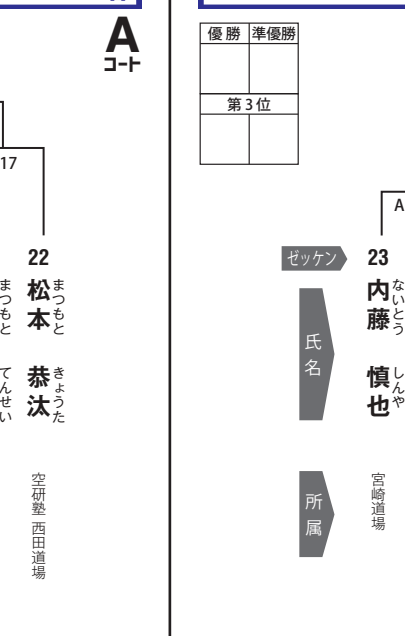 A
コート
17
22
松本 恭汰
まつもと きょうた
空研塾 西田道場
まつもと てんせい
優勝 準優勝
第3位
A
ゼッケン
23
氏名
内藤 慎也
ないとう しんや
所属
宮崎道場